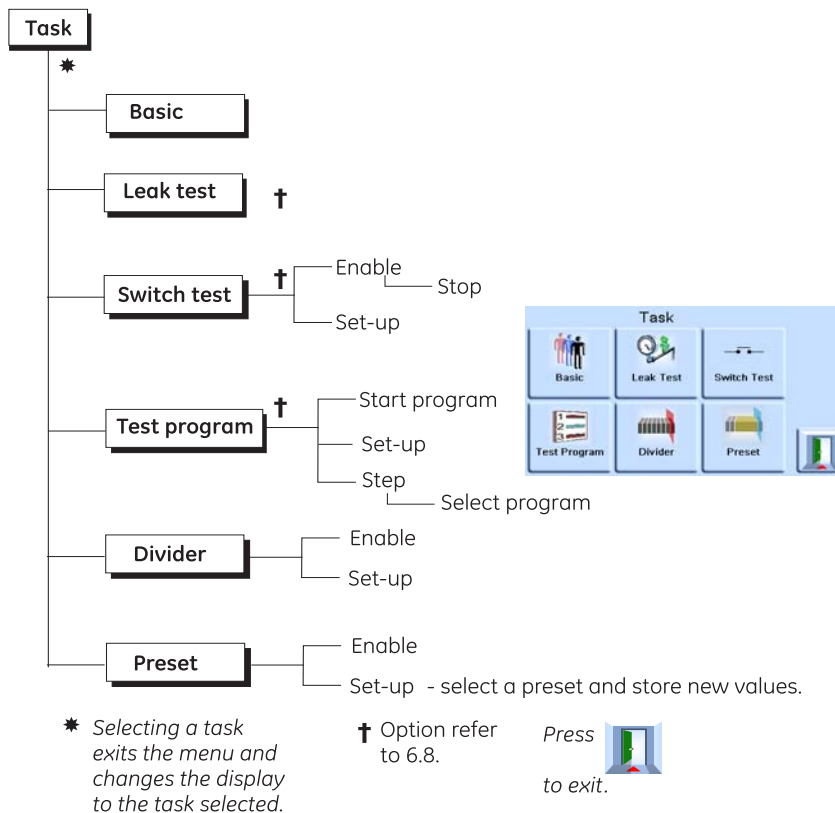 Task
✸
Basic
Leak test †
Switch test † Enable
Stop
Set-up
Test program † Start program
Set-up
Step
Select program
Divider Enable
Set-up
Preset Enable
Set-up - select a preset and store new values.
Task
Basic Leak Test Switch Test
1
2
3
Test Program Divider Preset
✸ Selecting a task
exits the menu and
changes the display
to the task selected.
† Option refer
to 6.8.
Press
to exit.